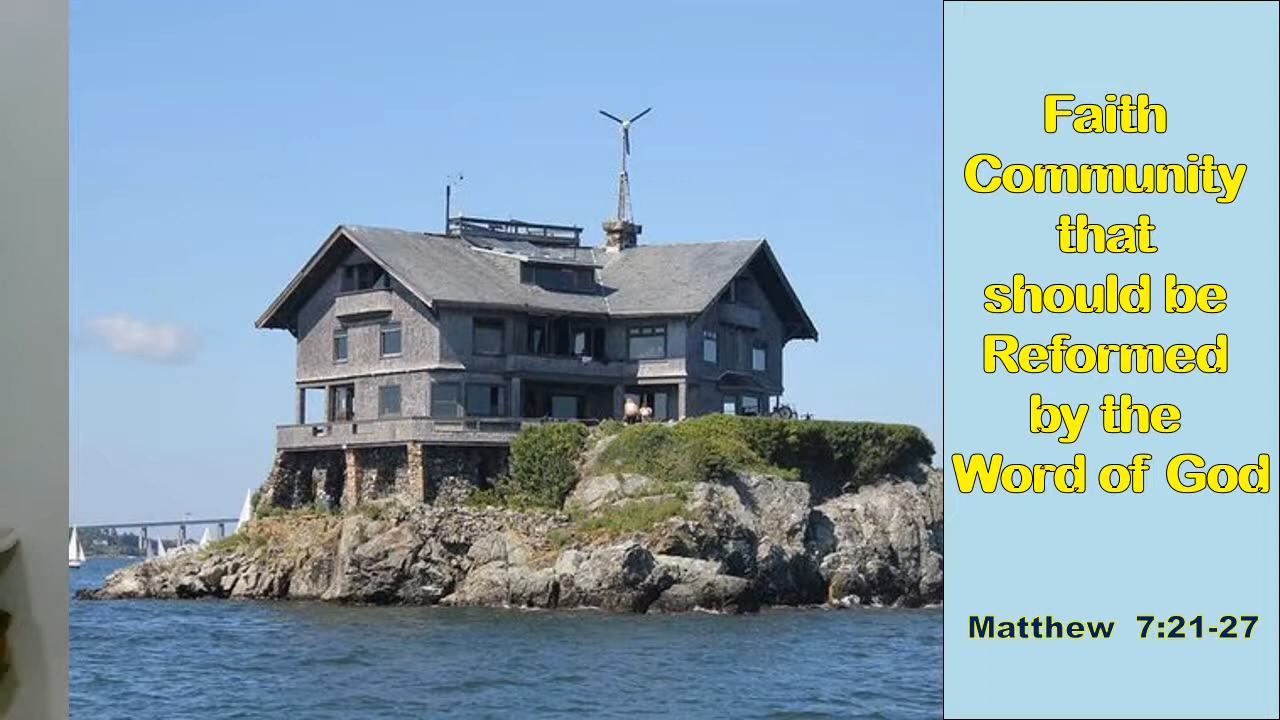 Faith
Community
that
should be
Reformed
by the
Word of God
Matthew 7:21-27